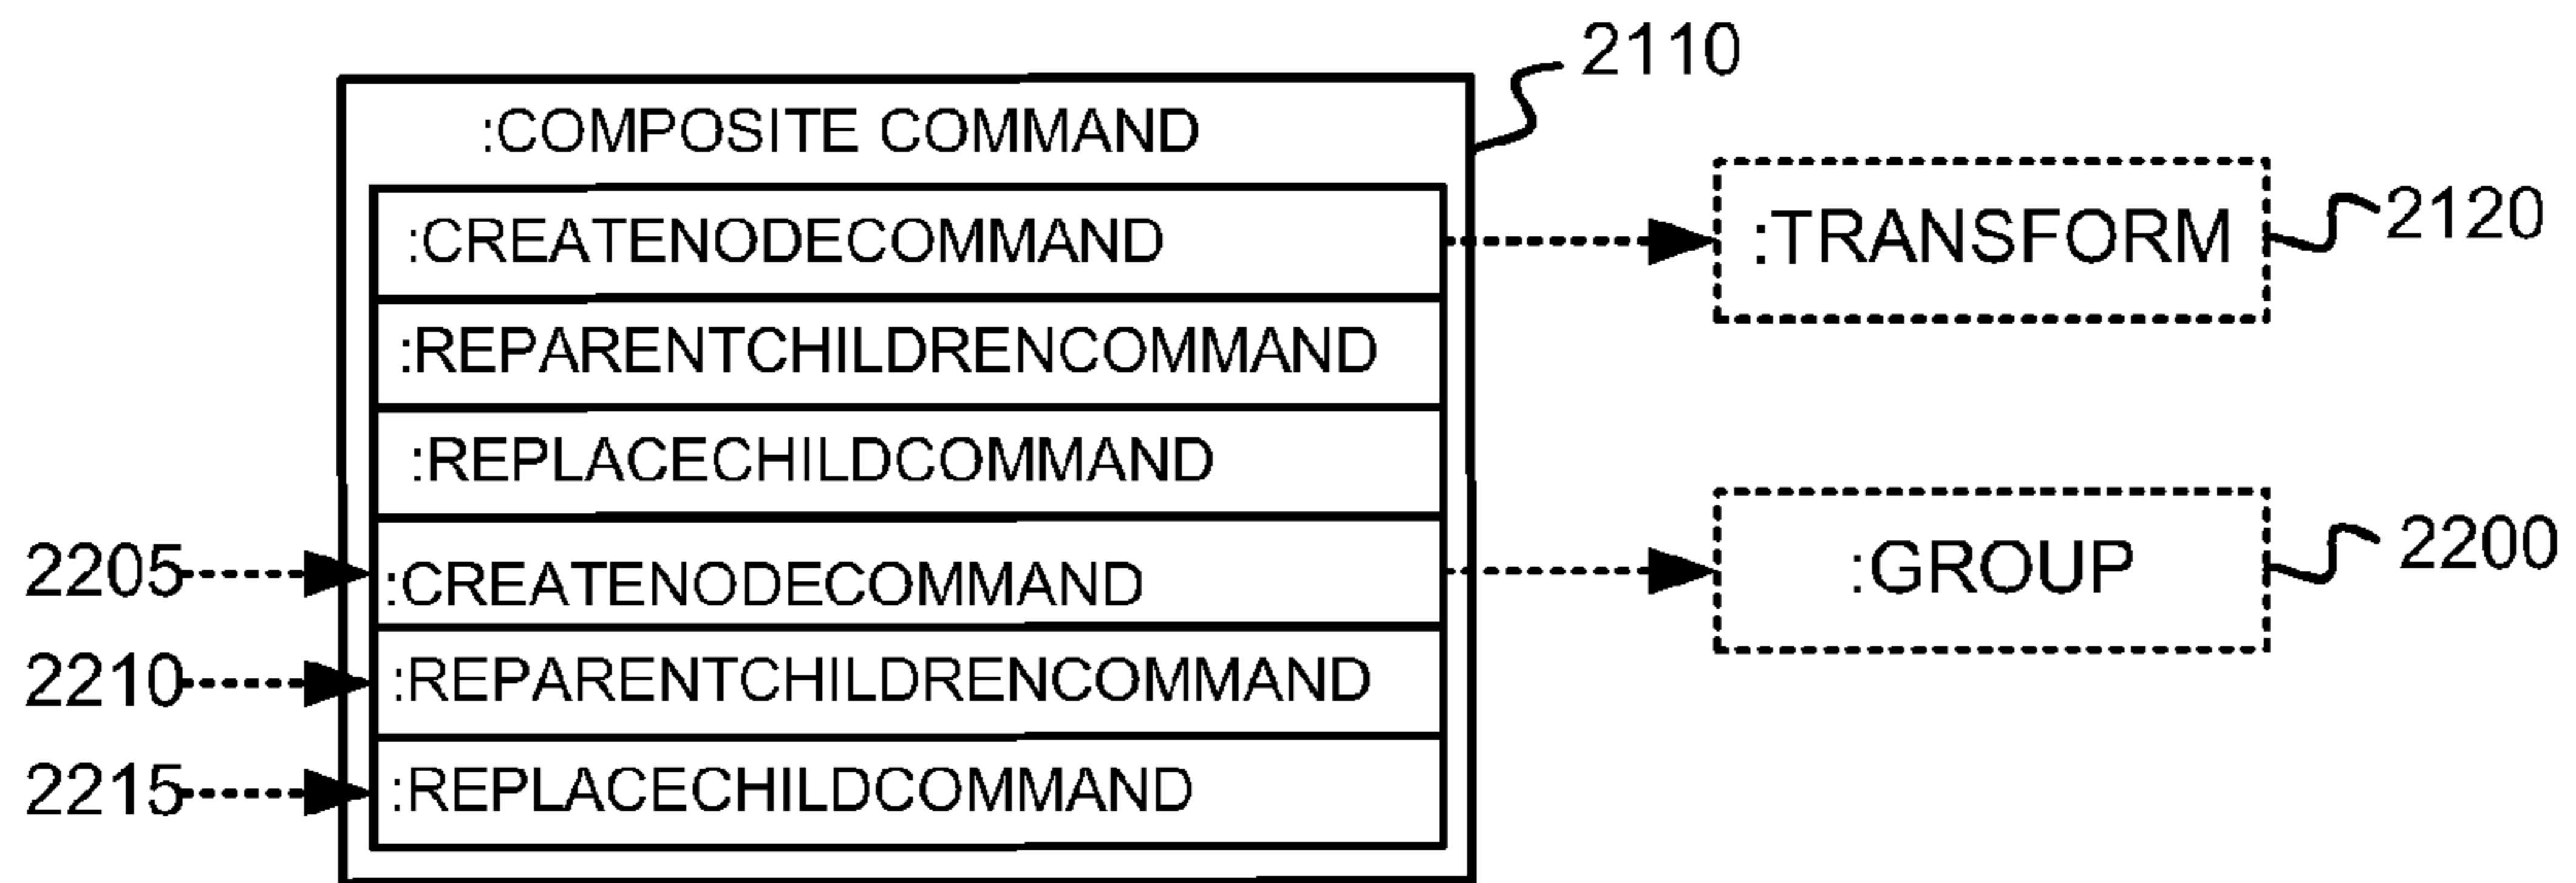 2110
:COMPOSITE COMMAND
:CREATENODECOMMAND
:TRANSFORM
2120
:REPARENTCHILDRENCOMMAND
:REPLACECHILDCOMMAND
2205
:CREATENODECOMMAND
:GROUP
2200
2210
:REPARENTCHILDRENCOMMAND
2215
:REPLACECHILDCOMMAND